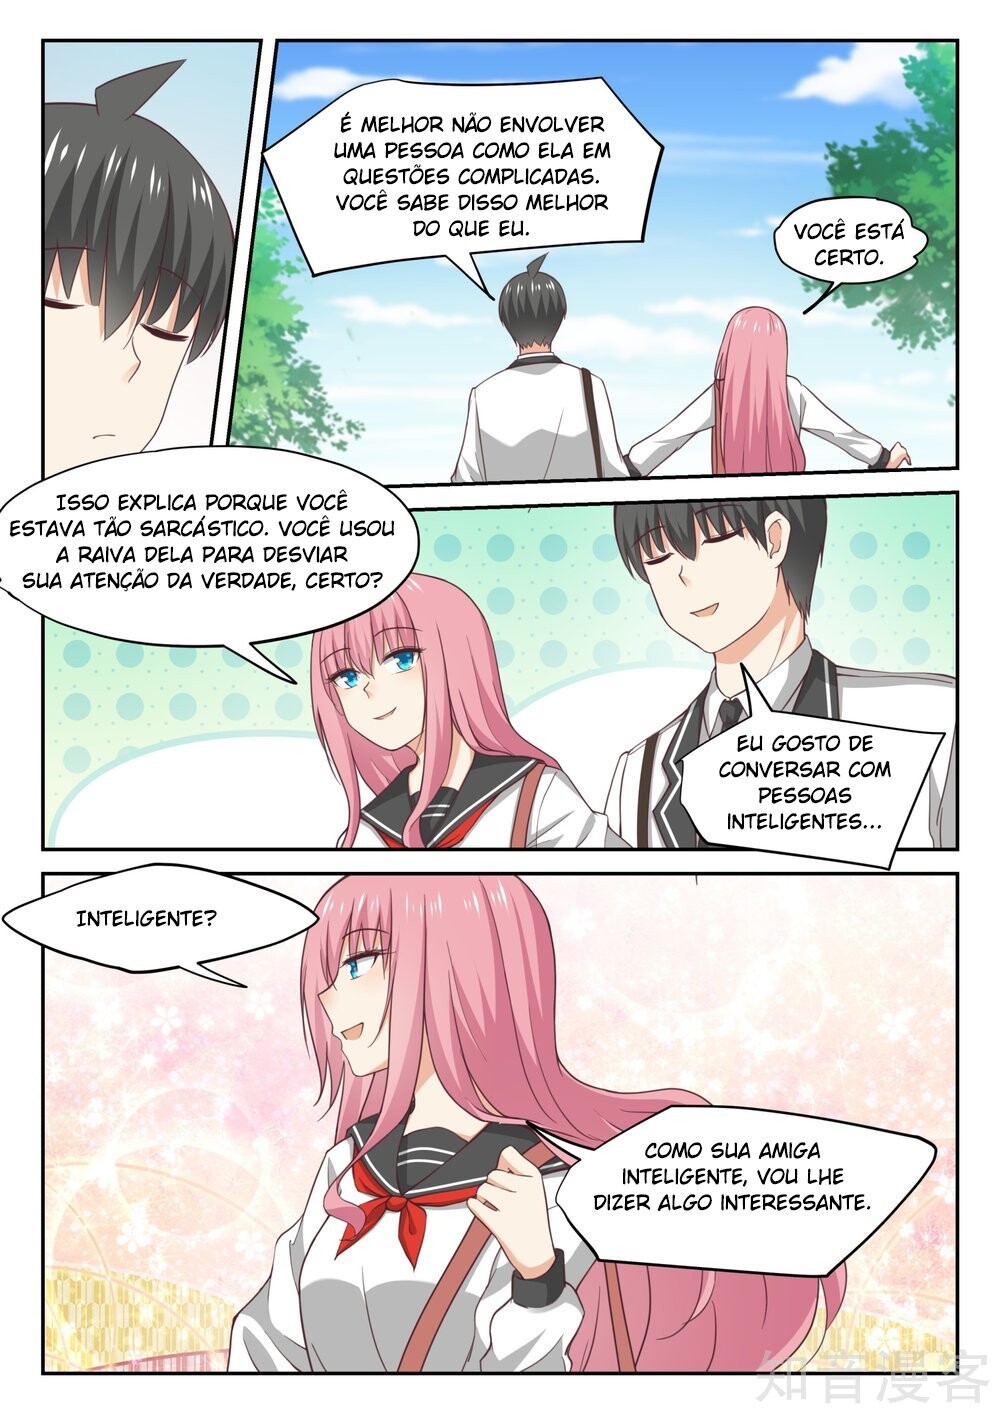 É MELHOR NÃO ENVOLVER
UMA PESSOA COMO ELA EM
QUESTÕES COMPLICADAS.
VOCÊ SABE DISSO MELHOR
DO QUE EU.
VOCÊ ESTÁ
CERTO.
ISSO EXPLICA PORQUE VOCÊ
ESTAVA TÃO SARCÁSTICO. VOCÊ USOU
A RAIVA DELA PARA DESVIAR
SUA ATENÇÃO DA VERDADE, CERTO?
EU GOSTO DE
CONVERSAR COM
PESSOAS
INTELIGENTES...
INTELIGENTE?
COMO SUA AMIGA
INTELIGENTE, VOU LHE
DIZER ALGO INTERESSANTE.
知音漫客